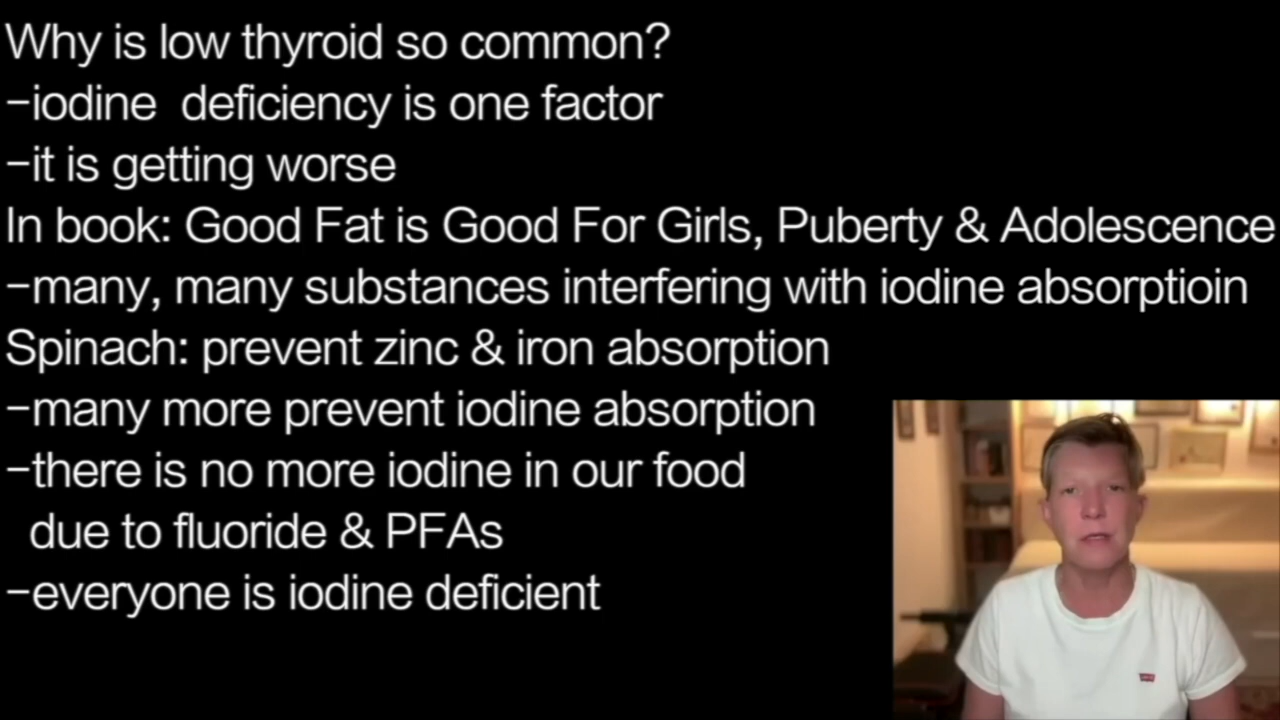 Why is low thyroid so common?
−iodine  deficiency is one factor
−it is getting worse
In book: Good Fat is Good For Girls, Puberty & Adolescence
−many, many substances interfering with iodine absorptioin
Spinach: prevent zinc & iron absorption
−many more prevent iodine absorption
−there is no more iodine in our food
due to fluoride & PFAs
−everyone is iodine deficient